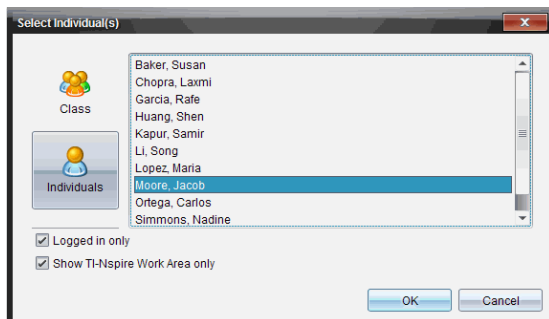 Select Individual(s)
Class
Individuals
Baker, Susan
Chopra, Laxmi
Garcia, Rafe
Huang, Shen
Kapur, Samir
Li, Song
Lopez, Maria
Moore, Jacob
Ortega, Carlos
Simmons, Nadine
Logged in only
Show TI-Nspire Work Area only
OK
Cancel